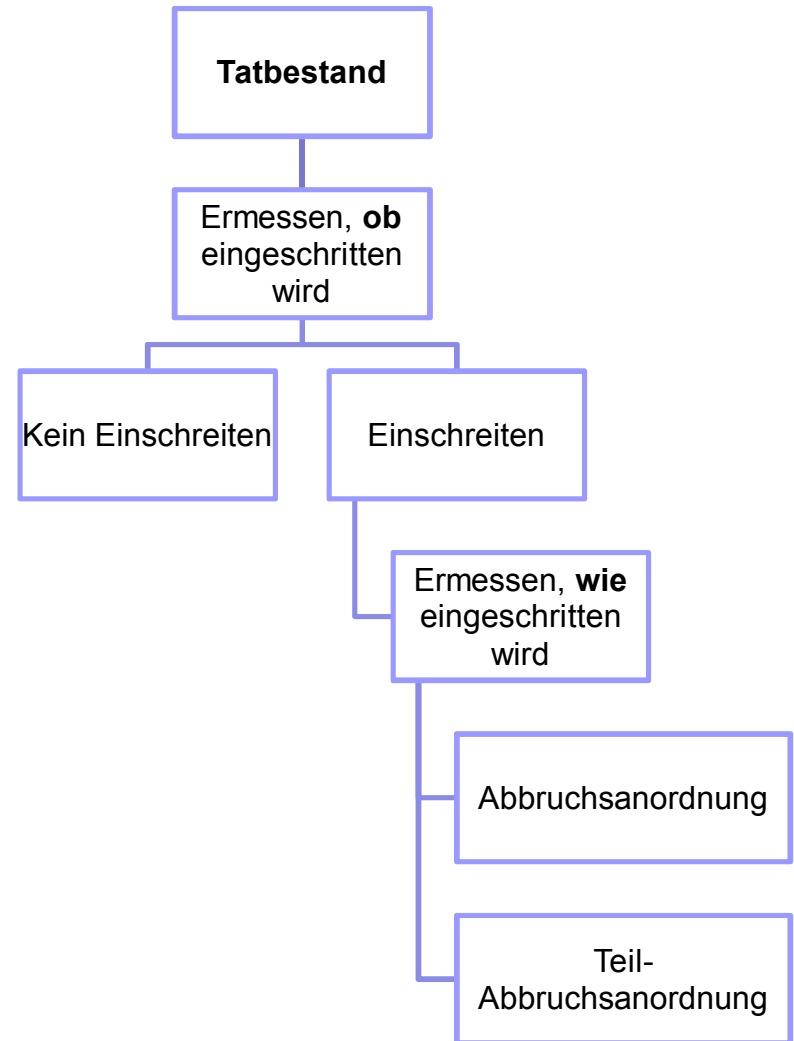 Tatbestand
Ermessen, ob
eingeschritten
wird
Kein Einschreiten
Einschreiten
Ermessen, wie
eingeschritten
wird
Abbruchsanordnung
Teil-
Abbruchsanordnung